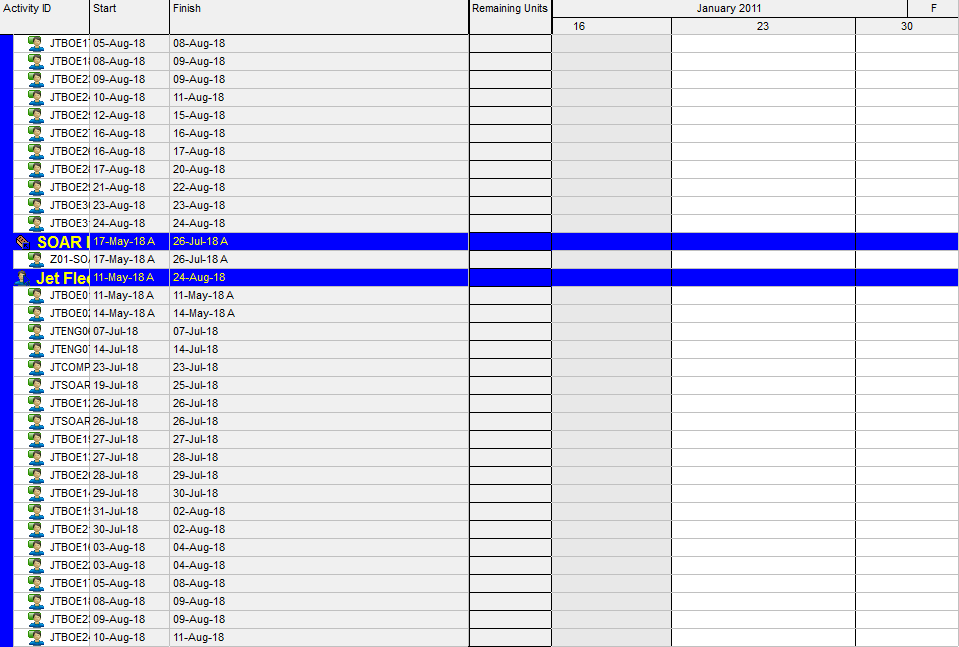 Activity ID Start Finish Remaining Units January 2011 F
16 23 30
JTBOE1 05-Aug-18 08-Aug-18
JTBOE1 08-Aug-18 09-Aug-18
JTBOE2 09-Aug-18 09-Aug-18
JTBOE2 10-Aug-18 11-Aug-18
JTBOE2 12-Aug-18 15-Aug-18
JTBOE2 16-Aug-18 16-Aug-18
JTBOE2 16-Aug-18 17-Aug-18
JTBOE2 17-Aug-18 20-Aug-18
JTBOE2 21-Aug-18 22-Aug-18
JTBOE3 23-Aug-18 23-Aug-18
JTBOE3 24-Aug-18 24-Aug-18
SOAR 17-May-18 A 26-Jul-18 A
Z01-SO 17-May-18 A 26-Jul-18 A
Jet Fle 11-May-18 A 24-Aug-18
JTBOE0 11-May-18 A 11-May-18 A
JTBOE0 14-May-18 A 14-May-18 A
JTENG0 07-Jul-18 07-Jul-18
JTENG0 14-Jul-18 14-Jul-18
JTCOMP 23-Jul-18 23-Jul-18
JTSOAR 19-Jul-18 25-Jul-18
JTBOE1 26-Jul-18 26-Jul-18
JTSOAR 26-Jul-18 26-Jul-18
JTBOE1 27-Jul-18 27-Jul-18
JTBOE1 27-Jul-18 28-Jul-18
JTBOE2 28-Jul-18 29-Jul-18
JTBOE1 29-Jul-18 30-Jul-18
JTBOE1 31-Jul-18 02-Aug-18
JTBOE2 30-Jul-18 02-Aug-18
JTBOE1 03-Aug-18 04-Aug-18
JTBOE2 03-Aug-18 04-Aug-18
JTBOE1 05-Aug-18 08-Aug-18
JTBOE1 08-Aug-18 09-Aug-18
JTBOE2 09-Aug-18 09-Aug-18
JTBOE2 10-Aug-18 11-Aug-18